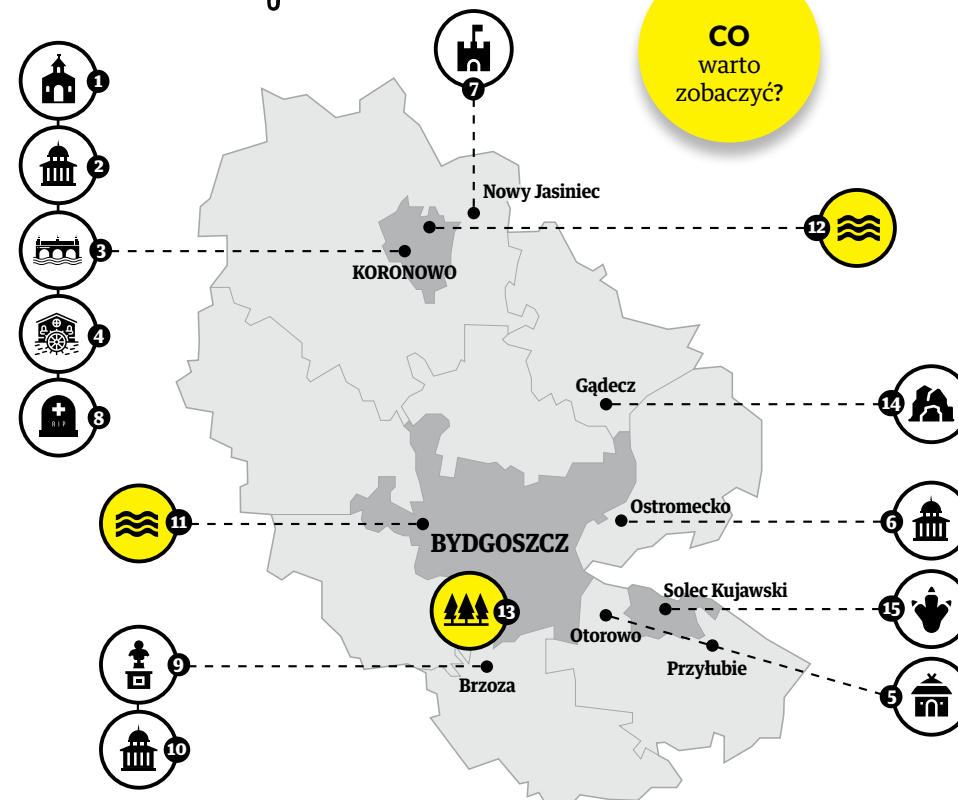 CO
warto
zobaczyć?
1
2
3
4
8
7
Nowy Jasiniec
12
KORONOWO
Gądecz
14
11
BYDGOSZCZ
Ostromecko
6
13
Solec Kujawski
15
Otorowo
Przyłubie
5
9
Brzoza
10
RIP